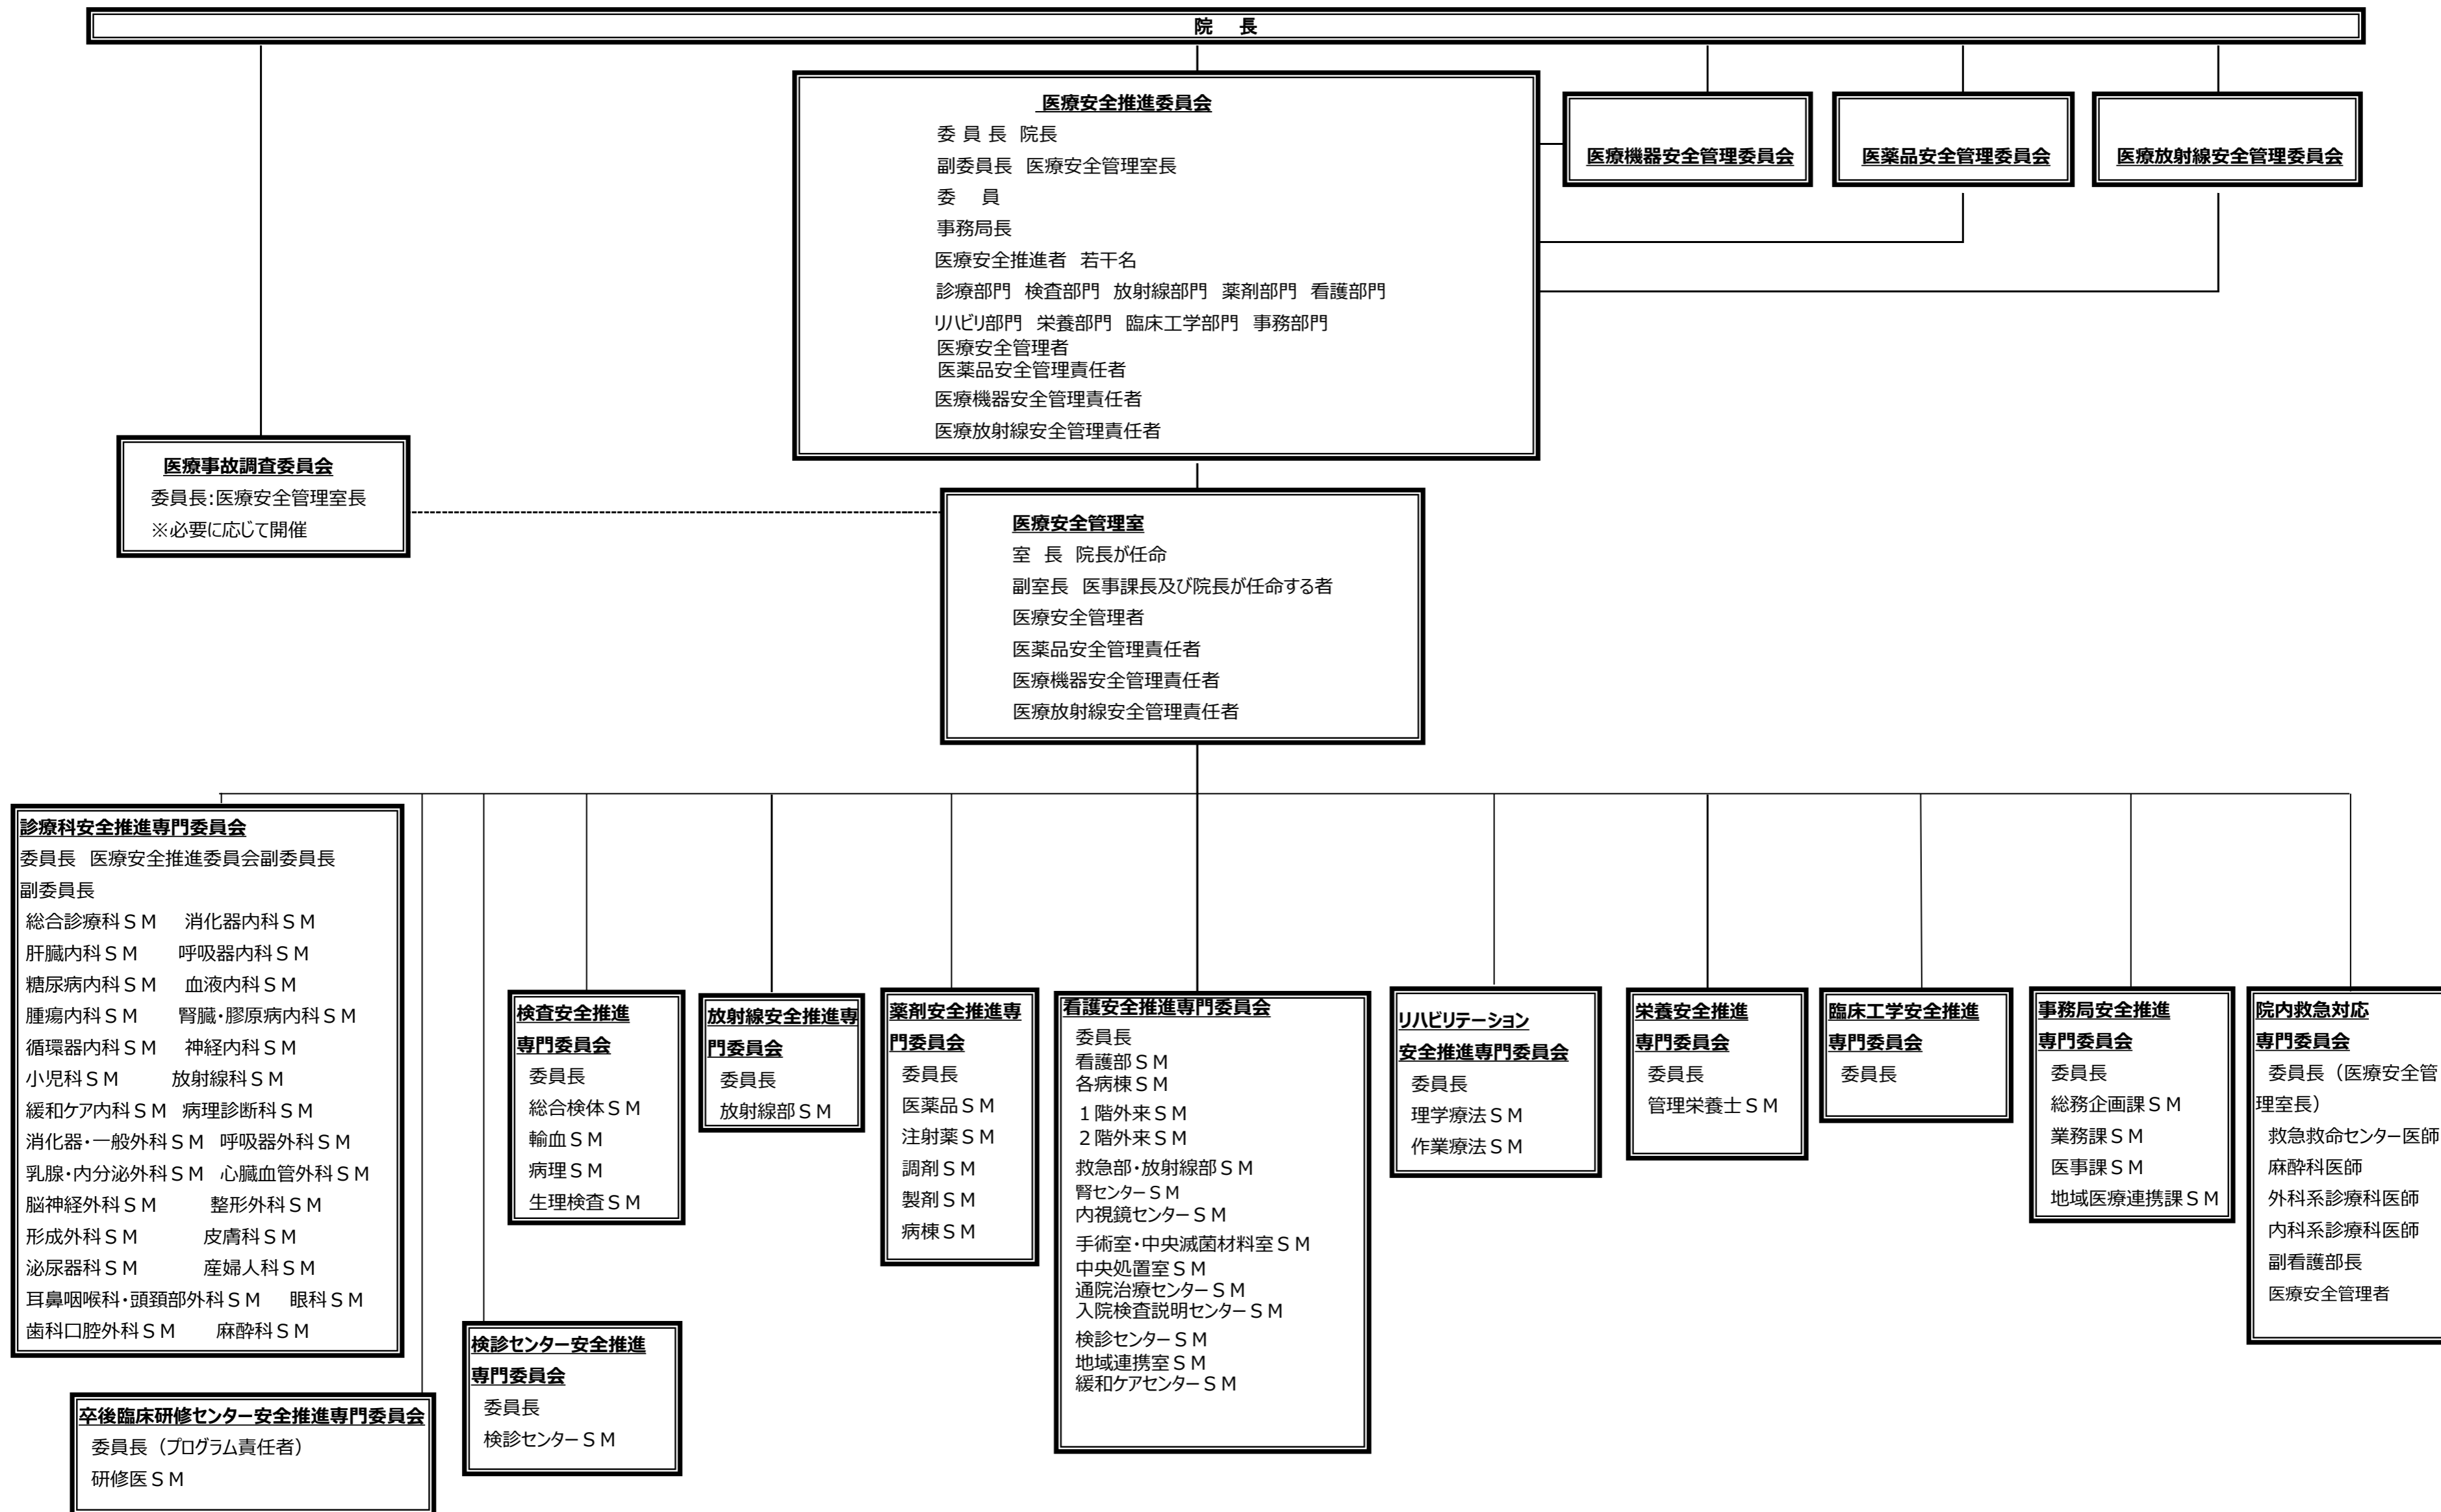 院　長
医療安全推進委員会
委 員 長 院長
副委員長 医療安全管理室長
委　員
事務局長
医療安全推進者 若干名
診療部門 検査部門 放射線部門 薬剤部門 看護部門
リハビリ部門 栄養部門 臨床工学部門 事務部門
医療安全管理者
医薬品安全管理責任者
医療機器安全管理責任者
医療放射線安全管理責任者
医療機器安全管理委員会
医薬品安全管理委員会
医療放射線安全管理委員会
医療事故調査委員会
委員長:医療安全管理室長
※必要に応じて開催
医療安全管理室
室 長 院長が任命
副室長 医事課長及び院長が任命する者
医療安全管理者
医薬品安全管理責任者
医療機器安全管理責任者
医療放射線安全管理責任者
診療科安全推進専門委員会
委員長 医療安全推進委員会副委員長
副委員長
総合診療科ＳＭ 消化器内科ＳＭ
肝臓内科ＳＭ 呼吸器内科ＳＭ
糖尿病内科ＳＭ 血液内科ＳＭ
腫瘍内科ＳＭ 腎臓・膠原病内科ＳＭ
循環器内科ＳＭ 神経内科ＳＭ
小児科ＳＭ 放射線科ＳＭ
緩和ケア内科ＳＭ 病理診断科ＳＭ
消化器・一般外科ＳＭ 呼吸器外科ＳＭ
乳腺・内分泌外科ＳＭ 心臓血管外科ＳＭ
脳神経外科ＳＭ 整形外科ＳＭ
形成外科ＳＭ 皮膚科ＳＭ
泌尿器科ＳＭ 産婦人科ＳＭ
耳鼻咽喉科・頭頚部外科ＳＭ 眼科ＳＭ
歯科口腔外科ＳＭ 麻酔科ＳＭ
卒後臨床研修センター安全推進専門委員会
委員長（プログラム責任者）
研修医ＳＭ
検診センター安全推進
専門委員会
委員長
検診センターＳＭ
検査安全推進
専門委員会
委員長
総合検体ＳＭ
輸血ＳＭ
病理ＳＭ
生理検査ＳＭ
放射線安全推進専
門委員会
委員長
放射線部ＳＭ
薬剤安全推進専
門委員会
委員長
医薬品ＳＭ
注射薬ＳＭ
調剤ＳＭ
製剤ＳＭ
病棟ＳＭ
看護安全推進専門委員会
委員長
看護部ＳＭ
各病棟ＳＭ
１階外来ＳＭ
２階外来ＳＭ
救急部・放射線部ＳＭ
腎センターＳＭ
内視鏡センターＳＭ
手術室・中央滅菌材料室ＳＭ
中央処置室ＳＭ
通院治療センターＳＭ
入院検査説明センターＳＭ
検診センターＳＭ
地域連携室ＳＭ
緩和ケアセンターＳＭ
リハビリテーション
安全推進専門委員会
委員長
理学療法ＳＭ
作業療法ＳＭ
栄養安全推進
専門委員会
委員長
管理栄養士ＳＭ
臨床工学安全推進
専門委員会
委員長
事務局安全推進
専門委員会
委員長
総務企画課ＳＭ
業務課ＳＭ
医事課ＳＭ
地域医療連携課ＳＭ
院内救急対応
専門委員会
委員長（医療安全管
理室長）
救急救命センター医師
麻酔科医師
外科系診療科医師
内科系診療科医師
副看護部長
医療安全管理者